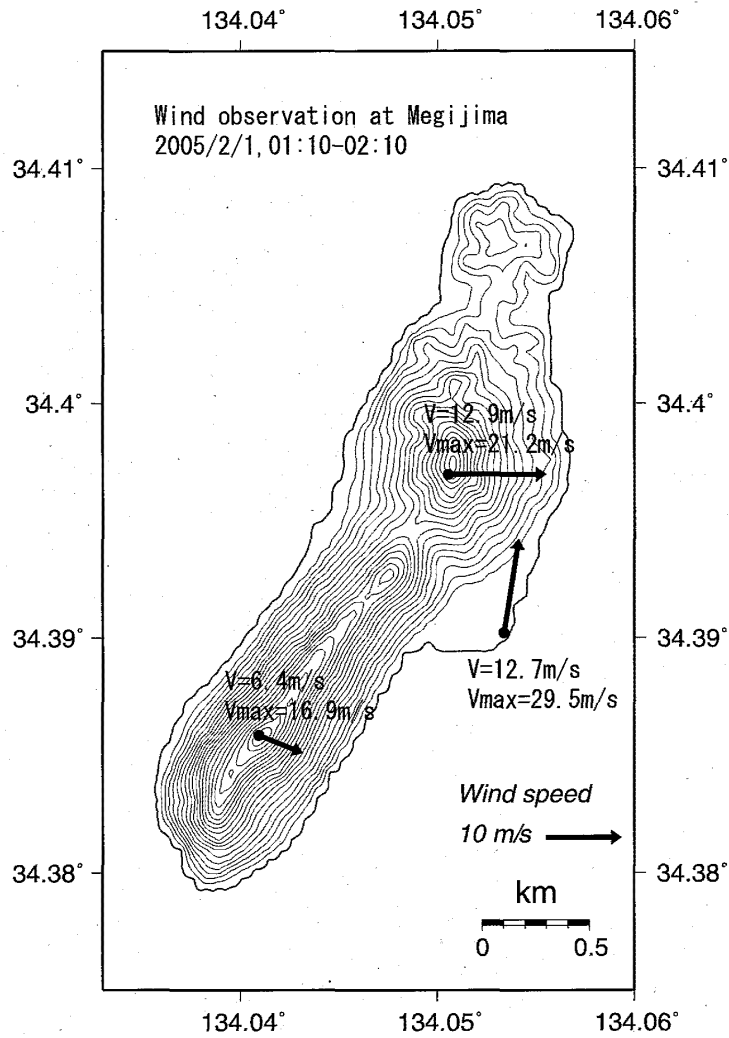 134.04° 134.05° 134.06°
Wind observation at Megijima
2005/2/1, 01:10-02:10
34.41° 34.41°
34.4° 34.4°
V=12.9m/s
Vmax=21.2m/s
34.39° 34.39°
V=12.7m/s
Vmax=29.5m/s
V=6.4m/s
Vmax=16.9m/s
Wind speed
10 m/s
34.38° 34.38°
km
0 0.5
134.04° 134.05° 134.06°